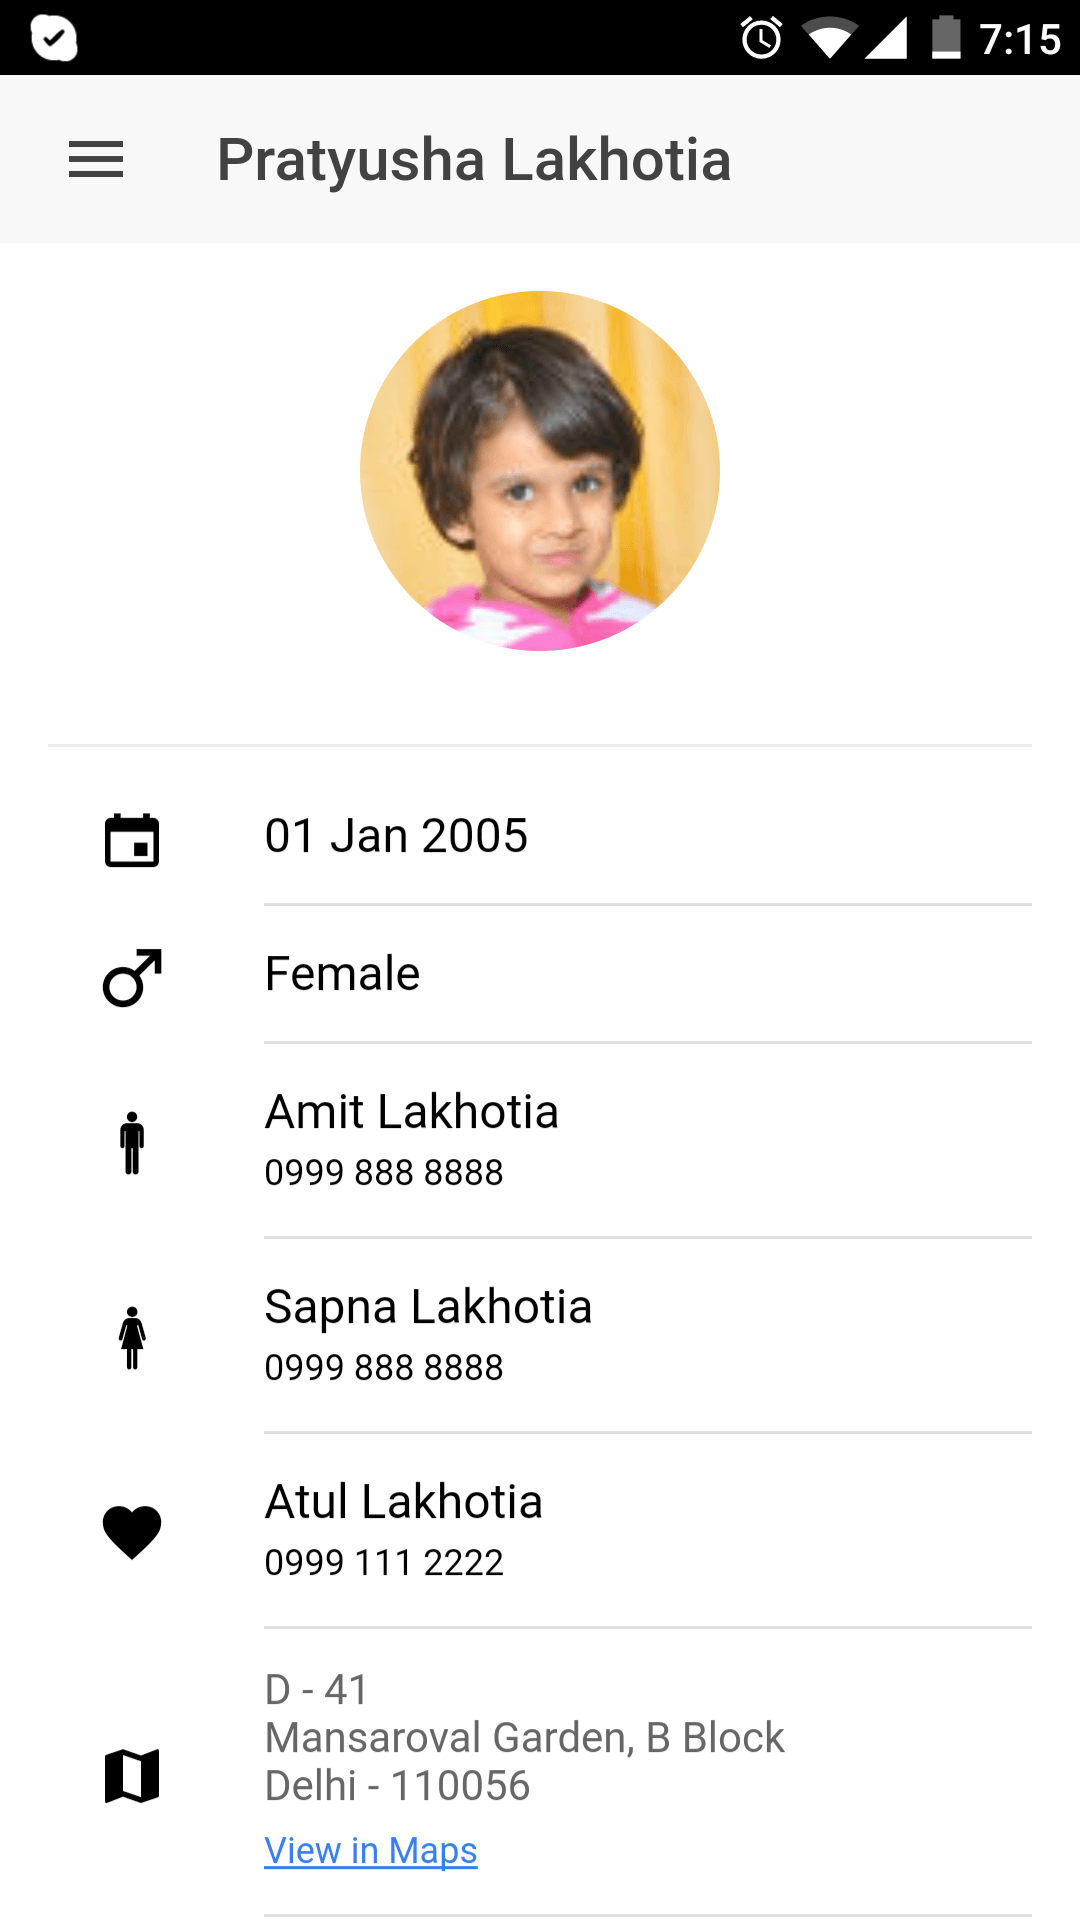 7:15
Pratyusha Lakhotia
01 Jan 2005
Female
Amit Lakhotia
0999 888 8888
Sapna Lakhotia
0999 888 8888
Atul Lakhotia
0999 111 2222
D - 41
Mansaroval Garden, B Block
Delhi - 110056
View in Maps